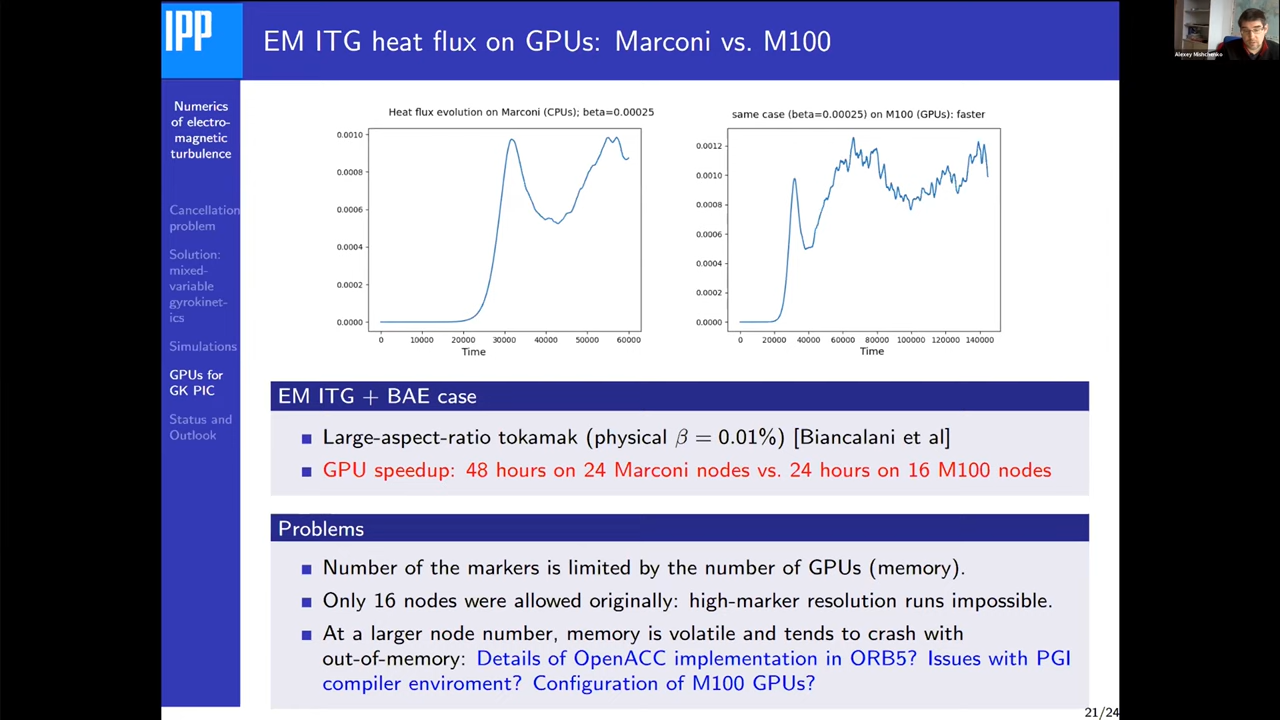 IPP
EM ITG heat flux on GPUs: Marconi vs. M100
Alexey Mishchenko
Numerics
of electro-
magnetic
turbulence
Cancellation
problem
Solution:
mixed-
variable
gyrokinet-
ics
Simulations
GPUs for
GK PIC
Status and
Outlook
Heat flux evolution on Marconi (CPUs); beta=0.00025
0.0010
0.0008
0.0006
0.0004
0.0002
0.0000
0 10000 20000 30000 40000 50000 60000
Time
same case (beta=0.00025) on M100 (GPUs): faster
0.0012
0.0010
0.0008
0.0006
0.0004
0.0002
0.0000
0 20000 40000 60000 80000 100000 120000 140000
Time
EM ITG + BAE case
Large-aspect-ratio tokamak (physical β = 0.01%) [Biancalani et al]
GPU speedup: 48 hours on 24 Marconi nodes vs. 24 hours on 16 M100 nodes
Problems
Number of the markers is limited by the number of GPUs (memory).
Only 16 nodes were allowed originally: high-marker resolution runs impossible.
At a larger node number, memory is volatile and tends to crash with
out-of-memory: Details of OpenACC implementation in ORB5? Issues with PGI
compiler enviroment? Configuration of M100 GPUs?
21/24